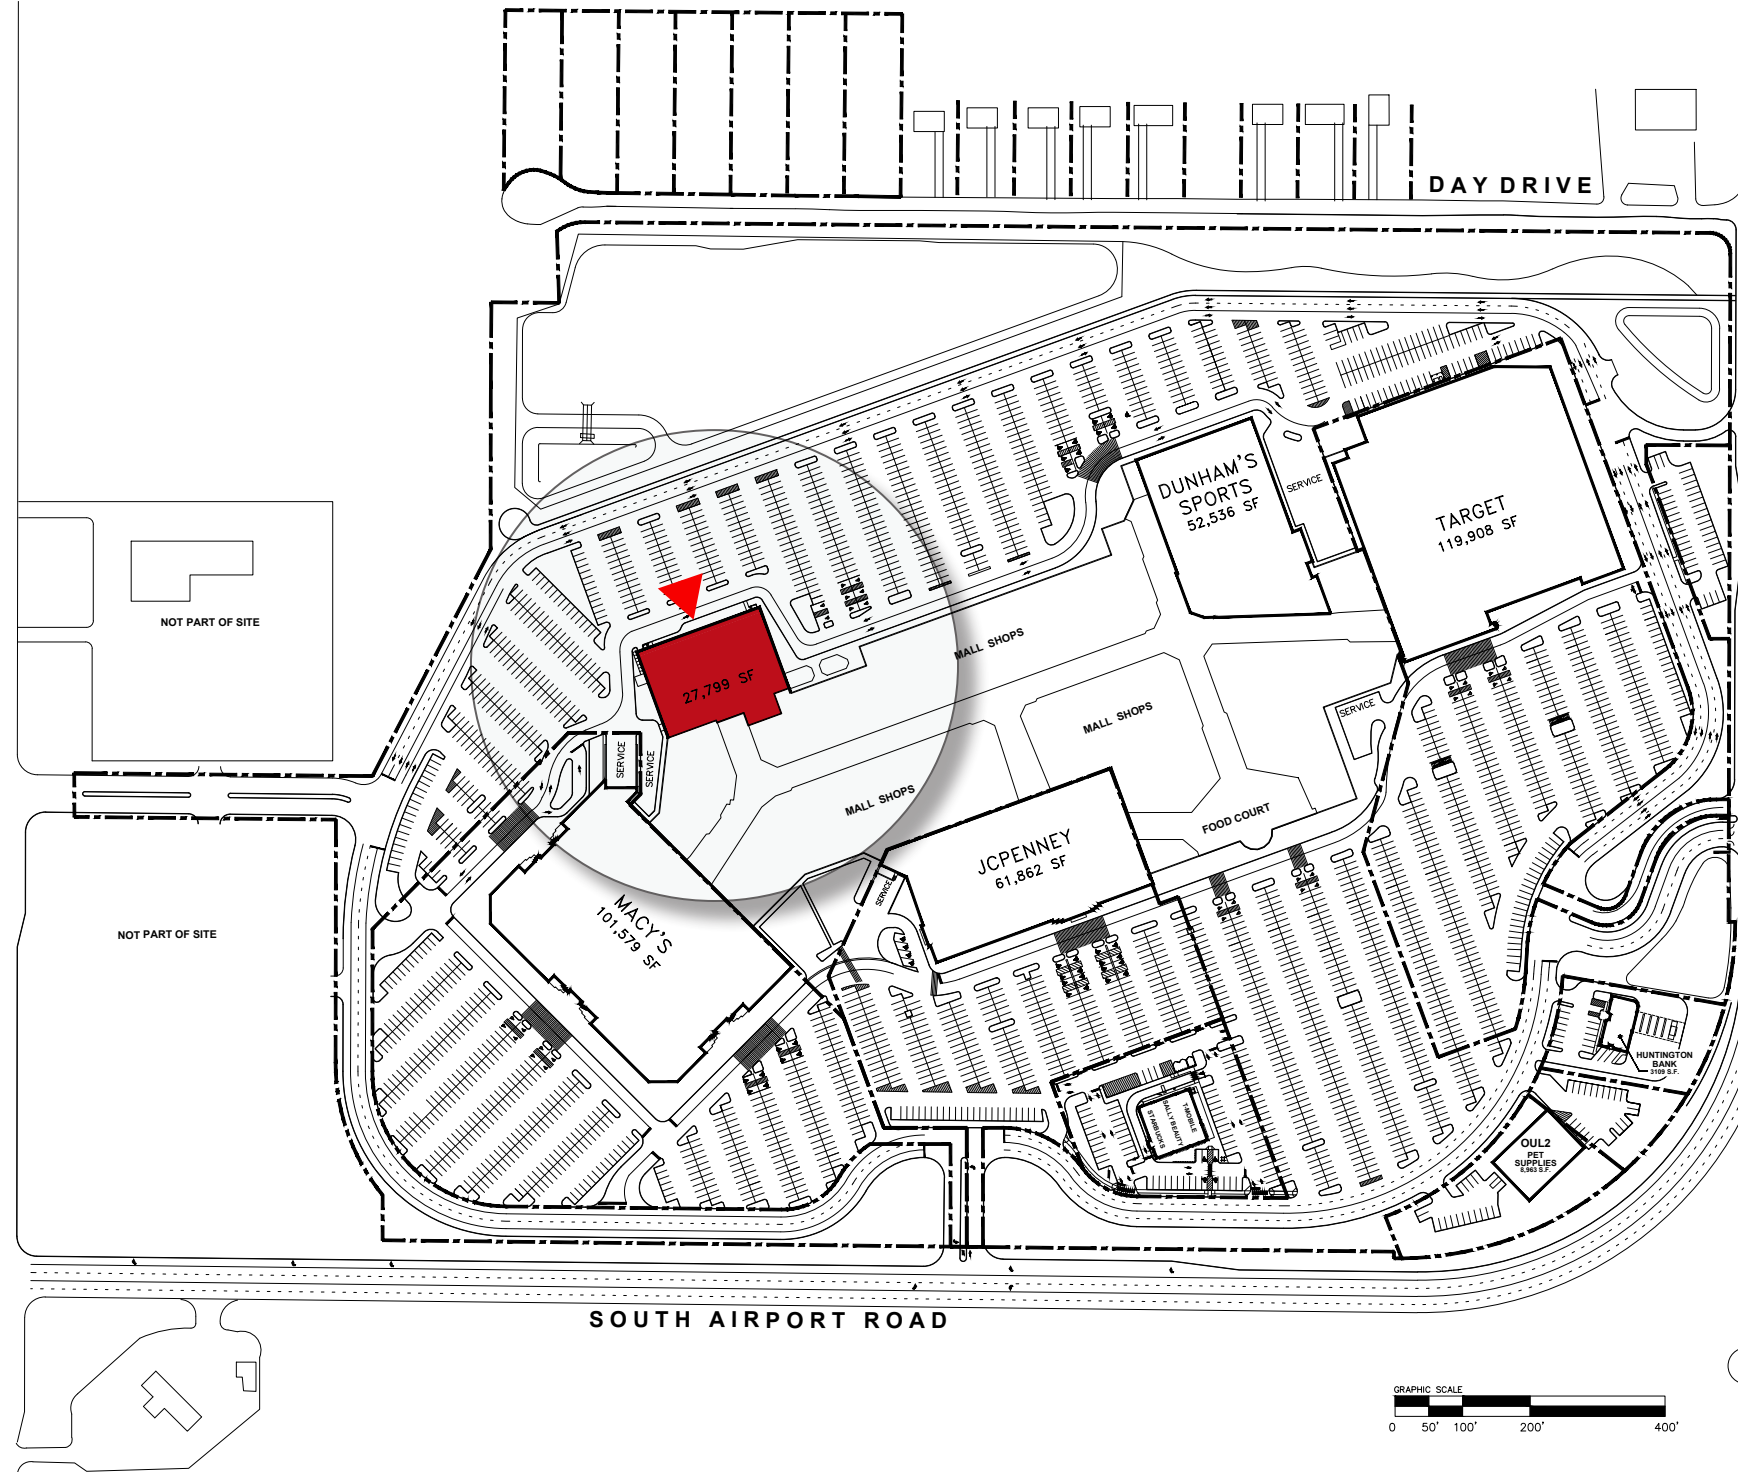 DAY DRIVE
DUNHAM'S
SPORTS
52,536 SF
SERVICE
TARGET
119,908 SF
NOT PART OF SITE
MALL SHOPS
27,799 SF
SERVICE
MALL SHOPS
SERVICE
SERVICE
MALL SHOPS
FOOD COURT
JCPENNEY
61,862 SF
SERVICE
MACY'S
101,579 SF
NOT PART OF SITE
HUNTINGTON
BANK
3109 S.F.
T-MOBILE
SALLY BEAUTY
STARBUCKS
OUL2
PET
SUPPLIES
8,963 S.F.
SOUTH AIRPORT ROAD
GRAPHIC SCALE
0 50' 100' 200' 400'